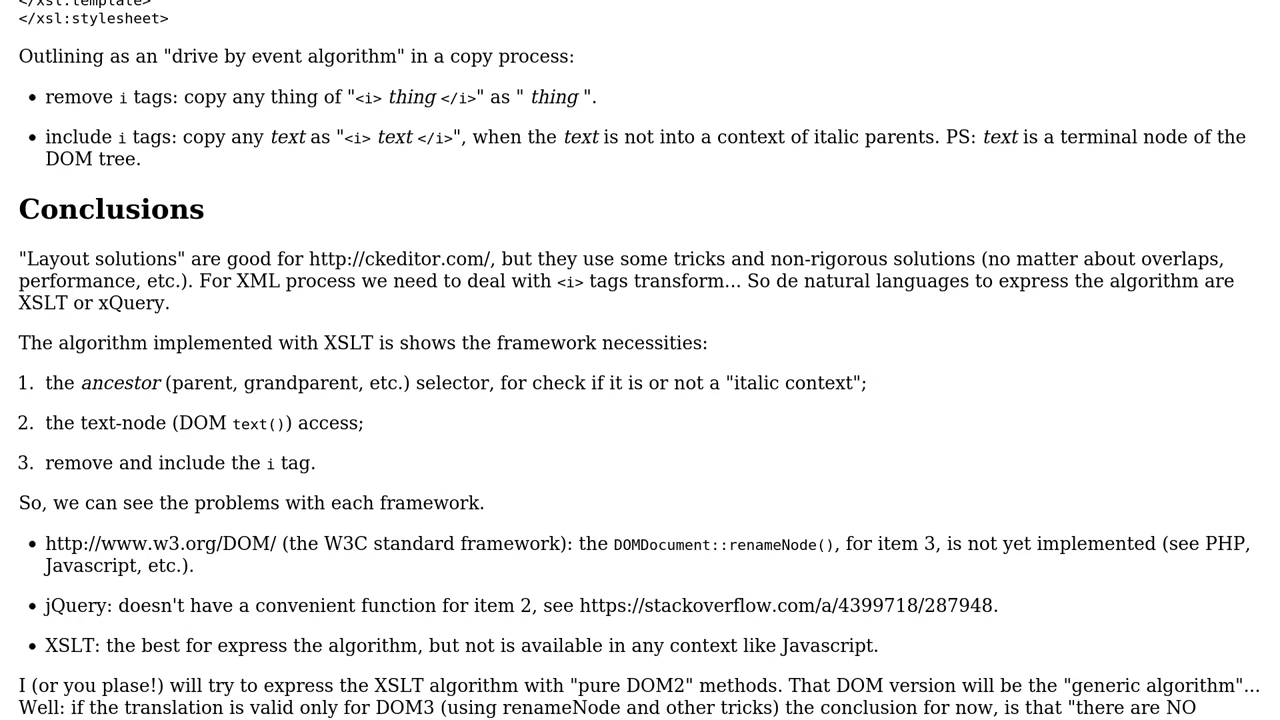 </xsl:template>
</xsl:stylesheet>
Outlining as an "drive by event algorithm" in a copy process:
• remove i tags: copy any thing of "<i> thing </i>" as " thing ".
• include i tags: copy any text as "<i> text </i>", when the text is not into a context of italic parents. PS: text is a terminal node of the
DOM tree.
Conclusions
"Layout solutions" are good for http://ckeditor.com/, but they use some tricks and non-rigorous solutions (no matter about overlaps,
performance, etc.). For XML process we need to deal with <i> tags transform... So de natural languages to express the algorithm are
XSLT or xQuery.
The algorithm implemented with XSLT is shows the framework necessities:
1. the ancestor (parent, grandparent, etc.) selector, for check if it is or not a "italic context";
2. the text-node (DOM text()) access;
3. remove and include the i tag.
So, we can see the problems with each framework.
• http://www.w3.org/DOM/ (the W3C standard framework): the DOMDocument::renameNode(), for item 3, is not yet implemented (see PHP,
Javascript, etc.).
• jQuery: doesn't have a convenient function for item 2, see https://stackoverflow.com/a/4399718/287948.
• XSLT: the best for express the algorithm, but not is available in any context like Javascript.
I (or you plase!) will try to express the XSLT algorithm with "pure DOM2" methods. That DOM version will be the "generic algorithm"...
Well: if the translation is valid only for DOM3 (using renameNode and other tricks) the conclusion for now, is that "there are NO